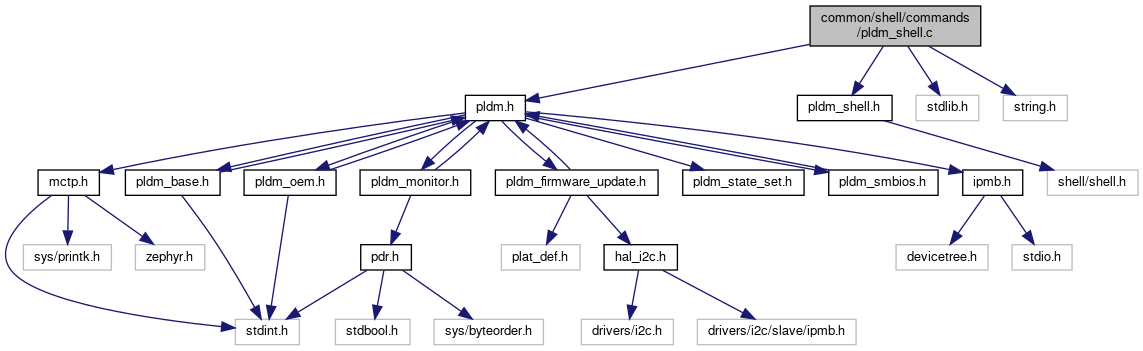 common/shell/commands
/pldm_shell.c
pldm.h
pldm_shell.h
stdlib.h
string.h
mctp.h
pldm_base.h
pldm_oem.h
pldm_monitor.h
pldm_firmware_update.h
pldm_state_set.h
pldm_smbios.h
ipmb.h
shell/shell.h
sys/printk.h
zephyr.h
pdr.h
plat_def.h
hal_i2c.h
devicetree.h
stdio.h
stdint.h
stdbool.h
sys/byteorder.h
drivers/i2c.h
drivers/i2c/slave/ipmb.h